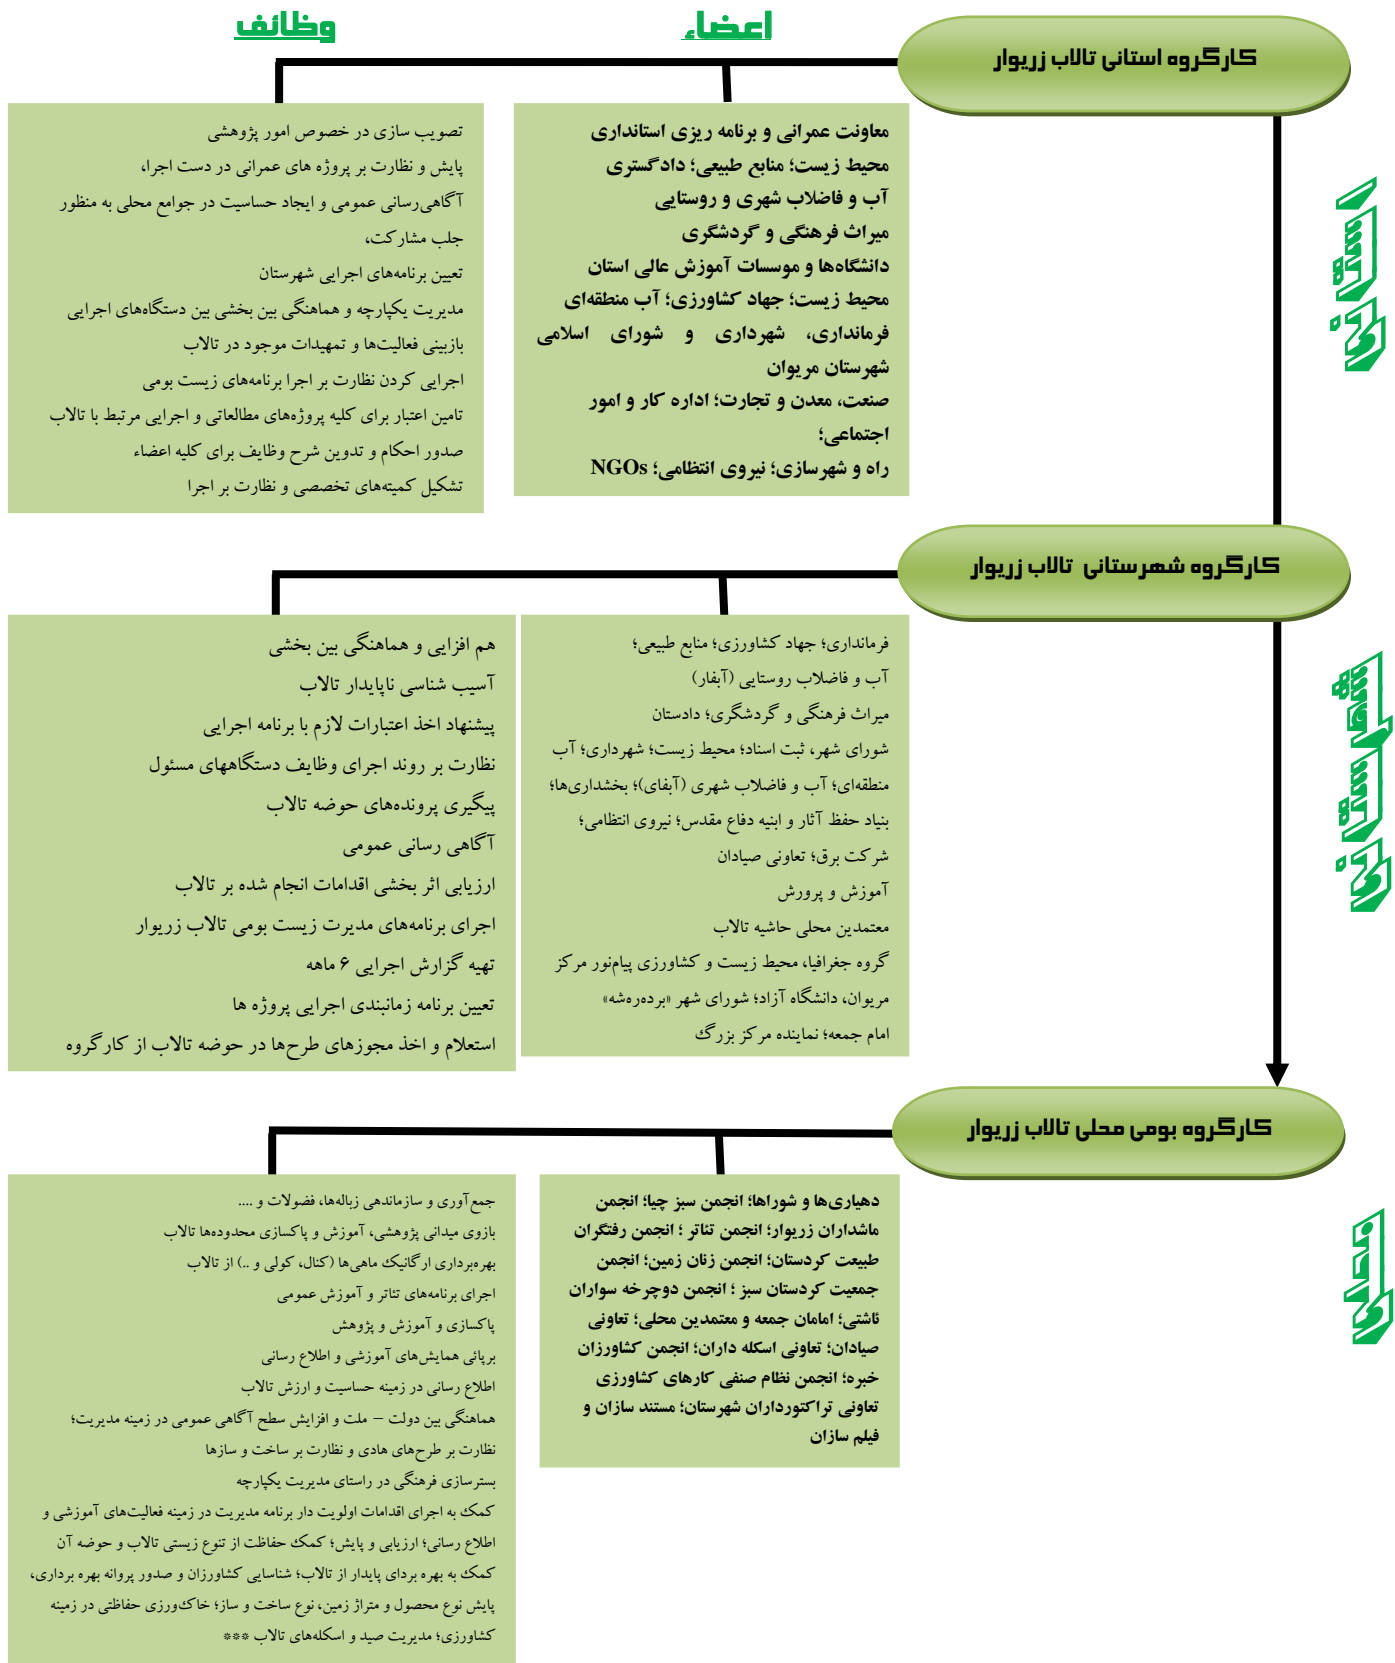 اعضاء
وظائف
کارگروه استانی تالاب زریوار
استانی
معاونت عمرانی و برنامه ریزی استانداری
محیط زیست؛ منابع طبیعی؛ دادگستری
آب و فاضلاب شهری و روستایی
میراث فرهنگی و گردشگری
دانشگاه‌ها و موسسات آموزش عالی استان
محیط زیست؛ جهاد کشاورزی؛ آب منطقه‌ای
فرمانداری، شهرداری و شورای اسلامی
شهرستان مریوان
صنعت، معدن و تجارت؛ اداره کار و امور
اجتماعی؛
راه و شهرسازی؛ نیروی انتظامی؛ NGOs
تصویب سازی در خصوص امور پژوهشی
پایش و نظارت بر پروژه های عمرانی در دست اجرا،
آگاهی‌رسانی عمومی و ایجاد حساسیت در جوامع محلی به منظور
جلب مشارکت،
تعیین برنامه‌های اجرایی شهرستان
مدیریت یکپارچه و هماهنگی بین بخشی بین دستگاه‌های اجرایی
بازبینی فعالیت‌ها و تمهیدات موجود در تالاب
اجرایی کردن نظارت بر اجرا برنامه‌های زیست بومی
تامین اعتبار برای کلیه پروژه‌های مطالعاتی و اجرایی مرتبط با تالاب
صدور احکام و تدوین شرح وظایف برای کلیه اعضاء
تشکیل کمیته‌های تخصصی و نظارت بر اجرا
کارگروه شهرستانی تالاب زریوار
شهرستانی
فرمانداری؛ جهاد کشاورزی؛ منابع طبیعی؛
آب و فاضلاب روستایی (آبفار)
میراث فرهنگی و گردشگری؛ دادستان
شورای شهر، ثبت اسناد؛ محیط زیست؛ شهرداری؛ آب
منطقه‌ای؛ آب و فاضلاب شهری (آبفای)؛ بخشداری‌ها؛
بنیاد حفظ آثار و ابنیه دفاع مقدس؛ نیروی انتظامی؛
شرکت برق؛ تعاونی صیادان
آموزش و پرورش
معتمدین محلی حاشیه تالاب
گروه جغرافیا، محیط زیست و کشاورزی پیام‌نور مرکز
مریوان، دانشگاه آزاد؛ شورای شهر «برده‌ره‌شه»
امام جمعه؛ نماینده مرکز بزرگ
هم افزایی و هماهنگی بین بخشی
آسیب شناسی ناپایدار تالاب
پیشنهاد اخذ اعتبارات لازم با برنامه اجرایی
نظارت بر روند اجرای وظایف دستگاههای مسئول
پیگیری پرونده‌های حوضه تالاب
آگاهی رسانی عمومی
ارزیابی اثر بخشی اقدامات انجام شده بر تالاب
اجرای برنامه‌های مدیرت زیست بومی تالاب زریوار
تهیه گزارش اجرایی ۶ ماهه
تعیین برنامه زمانبندی اجرایی پروژه ها
استعلام و اخذ مجوزهای طرح‌ها در حوضه تالاب از کارگروه
کارگروه بومی محلی تالاب زریوار
محلی
دهیاری‌ها و شوراها؛ انجمن سبز چیا؛ انجمن
ماشداران زریوار؛ انجمن تئاتر ؛ انجمن رفتگران
طبیعت کردستان؛ انجمن زنان زمین؛ انجمن
جمعیت کردستان سبز ؛ انجمن دوچرخه سواران
ئاشتی؛ امامان جمعه و معتمدین محلی؛ تعاونی
صیادان؛ تعاونی اسکله داران؛ انجمن کشاورزان
خبره؛ انجمن نظام صنفی کارهای کشاورزی
تعاونی تراکتورداران شهرستان؛ مستند سازان و
فیلم سازان
جمع‌آوری و سازماندهی زباله‌ها، فضولات و ....
بازوی میدانی پژوهشی، آموزش و پاکسازی محدوده‌ها تالاب
بهره‌برداری ارگانیک ماهی‌ها (کنال، کولی و ..) از تالاب
اجرای برنامه‌های تئاتر و آموزش عمومی
پاکسازی و آموزش و پژوهش
برپائی همایش‌های آموزشی و اطلاع رسانی
اطلاع رسانی در زمینه حساسیت و ارزش تالاب
هماهنگی بین دولت – ملت و افزایش سطح آگاهی عمومی در زمینه مدیریت؛
نظارت بر طرح‌های هادی و نظارت بر ساخت و سازها
بسترسازی فرهنگی در راستای مدیریت یکپارچه
کمک به اجرای اقدامات اولویت دار برنامه مدیریت در زمینه فعالیت‌های آموزشی و
اطلاع رسانی؛ ارزیابی و پایش؛ کمک حفاظت از تنوع زیستی تالاب و حوضه آن
کمک به بهره بردای پایدار از تالاب؛ شناسایی کشاورزان و صدور پروانه بهره برداری،
پایش نوع محصول و متراژ زمین، نوع ساخت و ساز؛ خاک‌ورزی حفاظتی در زمینه
کشاورزی؛ مدیریت صید و اسکله‌های تالاب ***